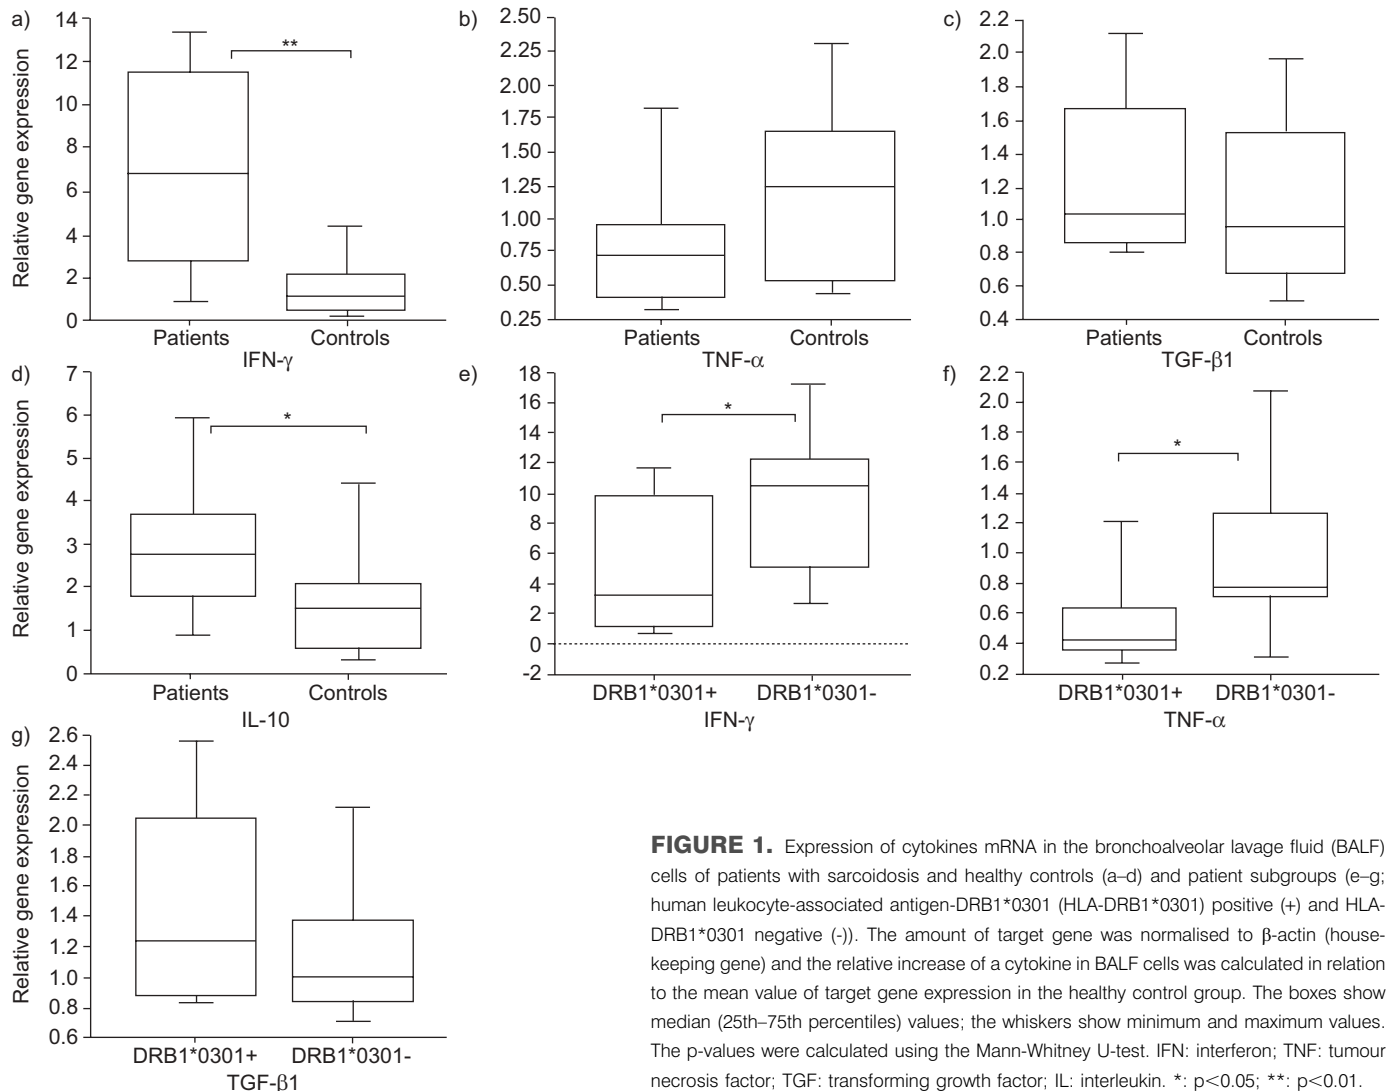 a)
14
12
10
8
6
4
2
0
Relative gene expression
**
Patients
Controls
IFN-γ
b)
2.50
2.25
2.00
1.75
1.50
1.25
1.00
0.75
0.50
0.25
Patients
Controls
TNF-α
c)
2.2
2.0
1.8
1.6
1.4
1.2
1.0
0.8
0.6
0.4
Patients
Controls
TGF-β1
d)
7
6
5
4
3
2
1
0
Relative gene expression
*
Patients
Controls
IL-10
e)
18
16
14
12
10
8
6
4
2
0
-2
*
DRB1*0301+
DRB1*0301-
IFN-γ
f)
2.2
2.0
1.8
1.6
1.4
1.2
1.0
0.8
0.6
0.4
0.2
*
DRB1*0301+
DRB1*0301-
TNF-α
g)
2.6
2.4
2.2
2.0
1.8
1.6
1.4
1.2
1.0
0.8
0.6
Relative gene expression
DRB1*0301+
DRB1*0301-
TGF-β1
FIGURE 1. Expression of cytokines mRNA in the bronchoalveolar lavage fluid (BALF)
cells of patients with sarcoidosis and healthy controls (a–d) and patient subgroups (e–g;
human leukocyte-associated antigen-DRB1*0301 (HLA-DRB1*0301) positive (+) and HLA-
DRB1*0301 negative (-)). The amount of target gene was normalised to β-actin (house-
keeping gene) and the relative increase of a cytokine in BALF cells was calculated in relation
to the mean value of target gene expression in the healthy control group. The boxes show
median (25th–75th percentiles) values; the whiskers show minimum and maximum values.
The p-values were calculated using the Mann-Whitney U-test. IFN: interferon; TNF: tumour
necrosis factor; TGF: transforming growth factor; IL: interleukin. *: p<0.05; **: p<0.01.